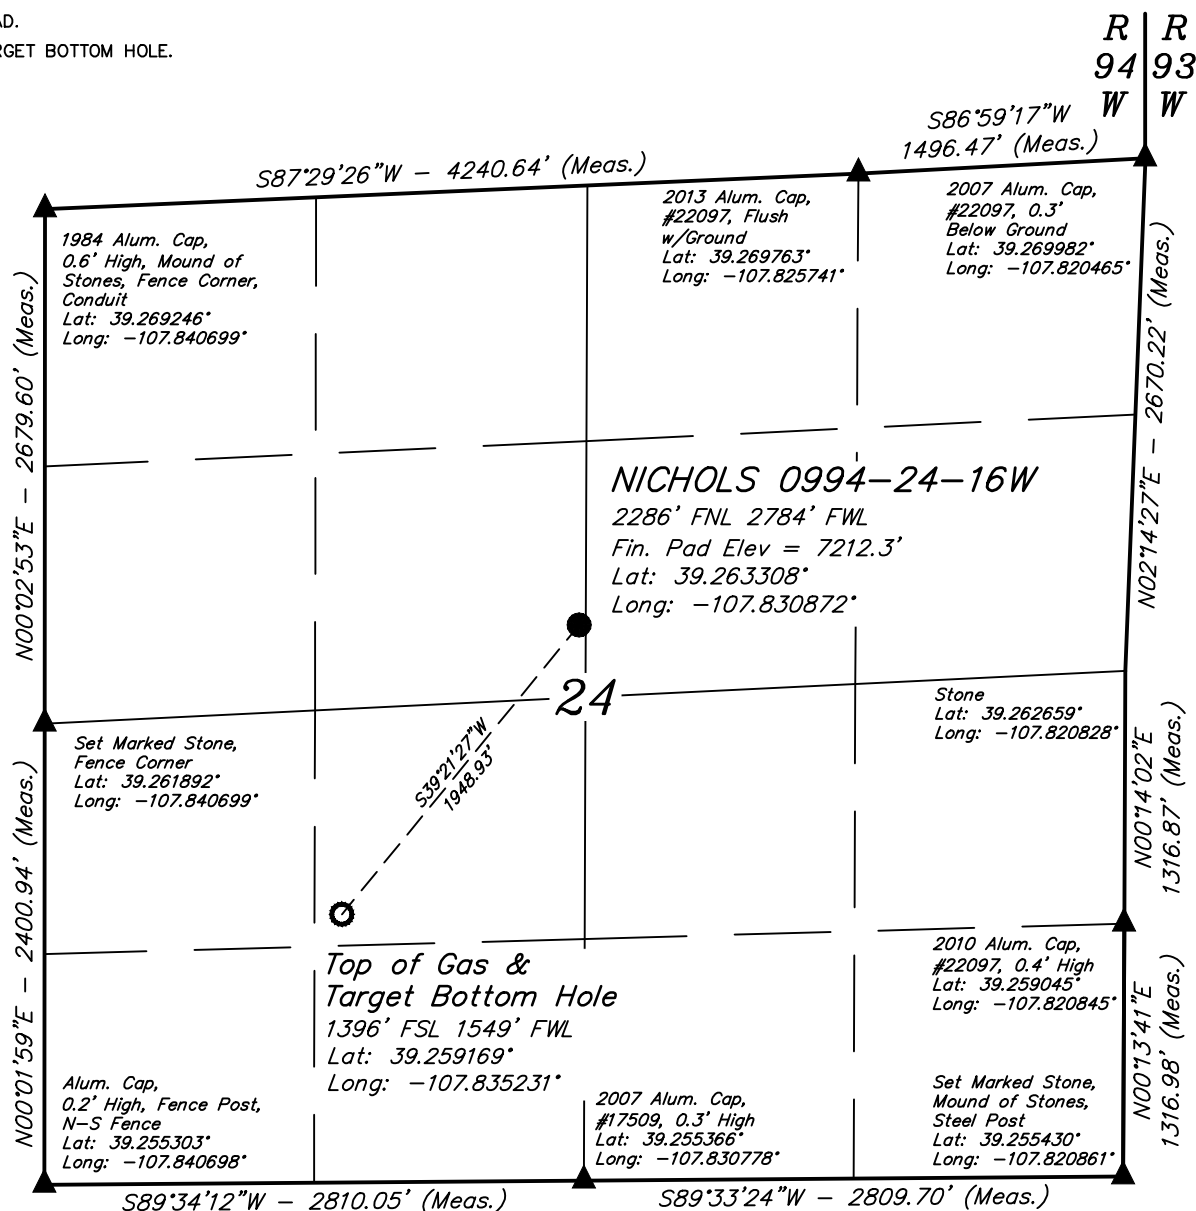 AD.
RGET BOTTOM HOLE.
R R
94 93
W W
S86°59'17"W
1496.47' (Meas.)
S87°29'26"W – 4240.64' (Meas.)
1984 Alum. Cap,
0.6' High, Mound of
Stones, Fence Corner,
Conduit
Lat: 39.269246°
Long: -107.840699°
2013 Alum. Cap,
#22097, Flush
w/Ground
Lat: 39.269763°
Long: -107.825741°
2007 Alum. Cap,
#22097, 0.3'
Below Ground
Lat: 39.269982°
Long: -107.820465°
N00°02'53"E – 2679.60' (Meas.)
N02°14'27"E – 2670.22' (Meas.)
NICHOLS 0994-24-16W
2286' FNL 2784' FWL
Fin. Pad Elev = 7212.3'
Lat: 39.263308°
Long: -107.830872°
24
Stone
Lat: 39.262659°
Long: -107.820828°
Set Marked Stone,
Fence Corner
Lat: 39.261892°
Long: -107.840699°
S39°21'27"W
1948.93'
N00°01'59"E – 2400.94' (Meas.)
N00°14'02"E
1316.87' (Meas.)
Top of Gas &
Target Bottom Hole
1396' FSL 1549' FWL
Lat: 39.259169°
Long: -107.835231°
2010 Alum. Cap,
#22097, 0.4' High
Lat: 39.259045°
Long: -107.820845°
N00°13'41"E
1316.98' (Meas.)
Alum. Cap,
0.2' High, Fence Post,
N-S Fence
Lat: 39.255303°
Long: -107.840698°
2007 Alum. Cap,
#17509, 0.3' High
Lat: 39.255366°
Long: -107.830778°
Set Marked Stone,
Mound of Stones,
Steel Post
Lat: 39.255430°
Long: -107.820861°
S89°34'12"W – 2810.05' (Meas.)
S89°33'24"W – 2809.70' (Meas.)